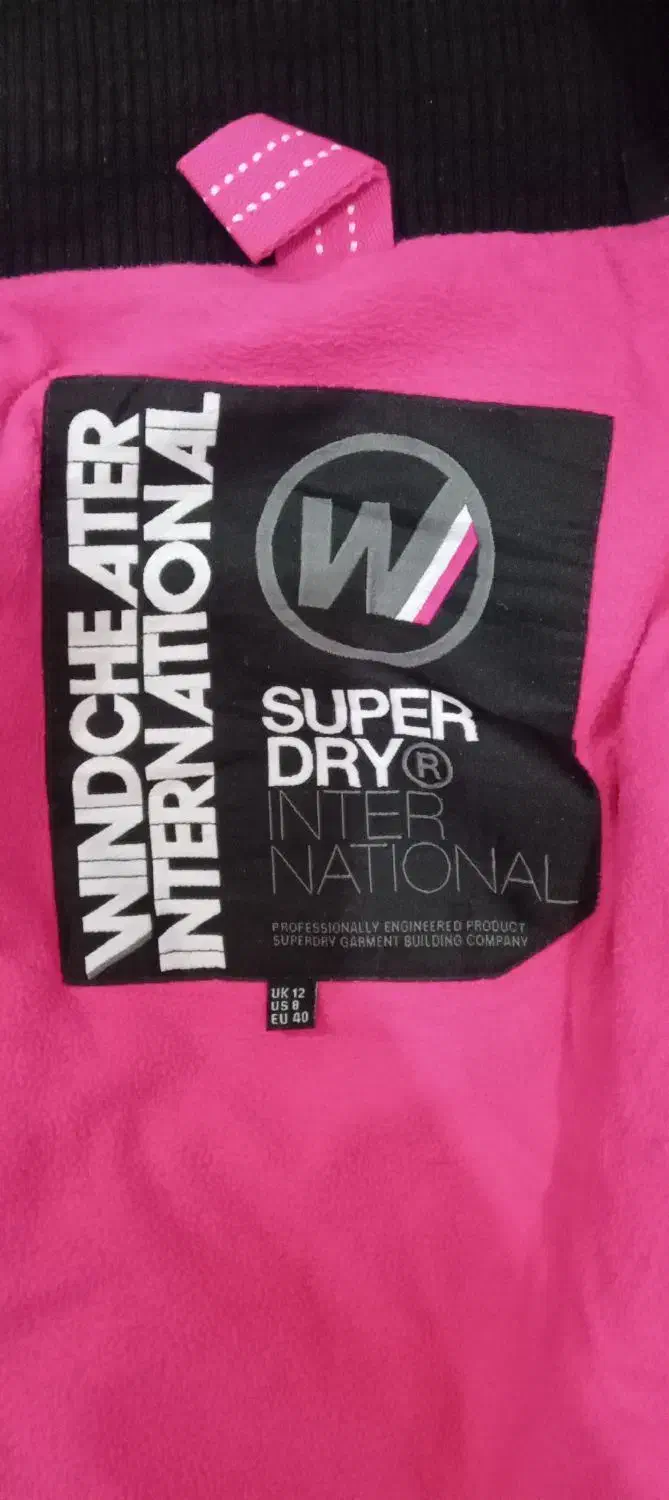 WINDCHEATER
INTERNATIONAL
W
SUPER
DRY®
INTER
NATIONAL
PROFESSIONALLY ENGINEERED PRODUCT
SUPERDRY GARMENT BUILDING COMPANY
UK 12
US 8
EU 40